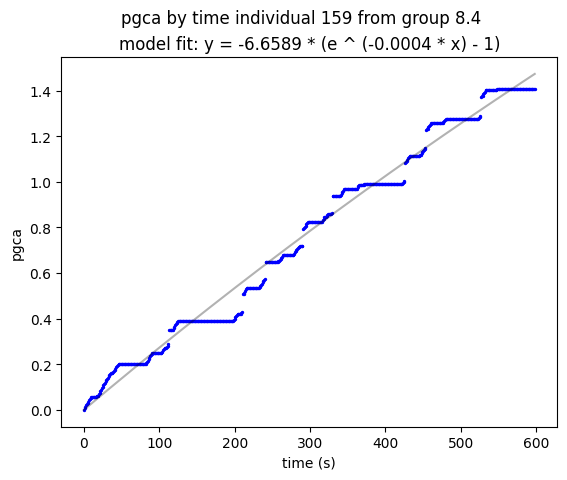 pgca by time individual 159 from group 8.4
model fit: y = -6.6589 * (e ^ (-0.0004 * x) - 1)
1.4
1.2
1.0
0.8
0.6
0.4
0.2
0.0
pgca
0 100 200 300 400 500 600
time (s)